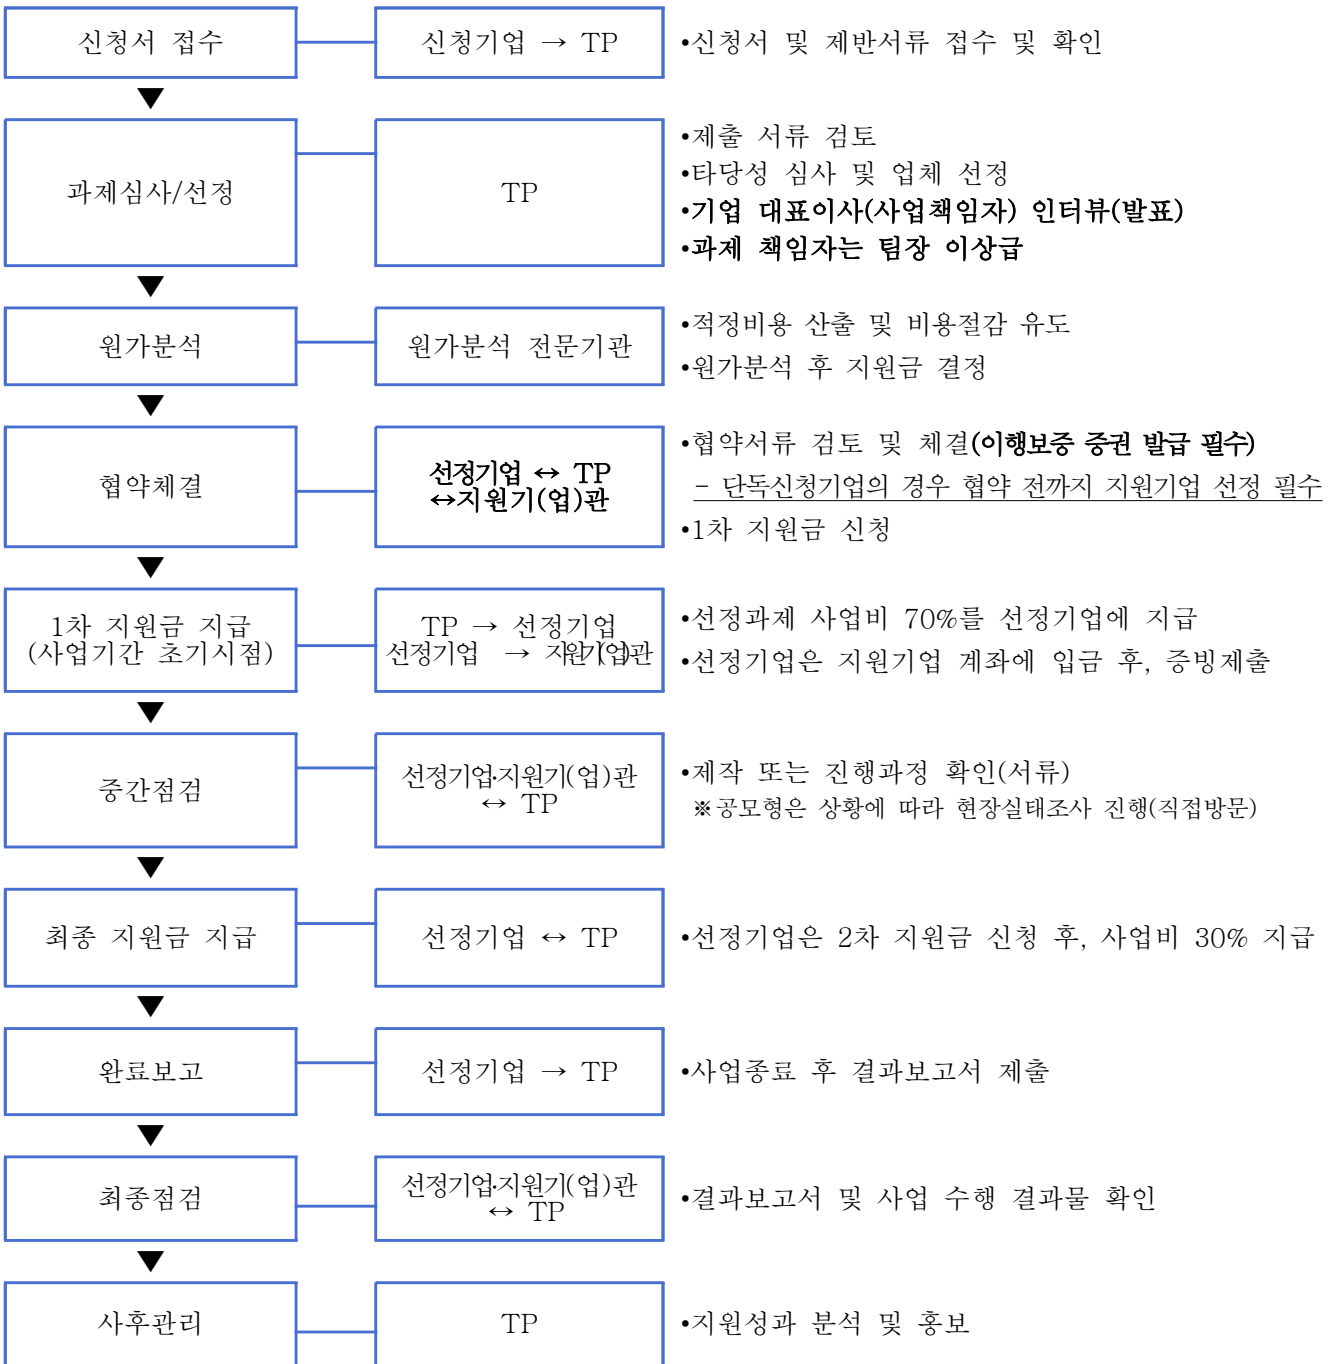 신청서 접수
신청기업 → TP
•신청서 및 제반서류 접수 및 확인
▼
과제심사/선정
TP
•제출 서류 검토
•타당성 심사 및 업체 선정
•기업 대표이사(사업책임자) 인터뷰(발표)
•과제 책임자는 팀장 이상급
▼
원가분석
원가분석 전문기관
•적정비용 산출 및 비용절감 유도
•원가분석 후 지원금 결정
▼
협약체결
선정기업 ↔ TP
↔지원기(업)관
•협약서류 검토 및 체결(이행보증 증권 발급 필수)
- 단독신청기업의 경우 협약 전까지 지원기업 선정 필수
•1차 지원금 신청
▼
1차 지원금 지급
(사업기간 초기시점)
TP → 선정기업
선정기업 → 지원기(업)관
•선정과제 사업비 70%를 선정기업에 지급
•선정기업은 지원기업 계좌에 입금 후, 증빙제출
▼
중간점검
선정기업·지원기(업)관
↔ TP
•제작 또는 진행과정 확인(서류)
※공모형은 상황에 따라 현장실태조사 진행(직접방문)
▼
최종 지원금 지급
선정기업 ↔ TP
•선정기업은 2차 지원금 신청 후, 사업비 30% 지급
▼
완료보고
선정기업 → TP
•사업종료 후 결과보고서 제출
▼
최종점검
선정기업·지원기(업)관
↔ TP
•결과보고서 및 사업 수행 결과물 확인
▼
사후관리
TP
•지원성과 분석 및 홍보